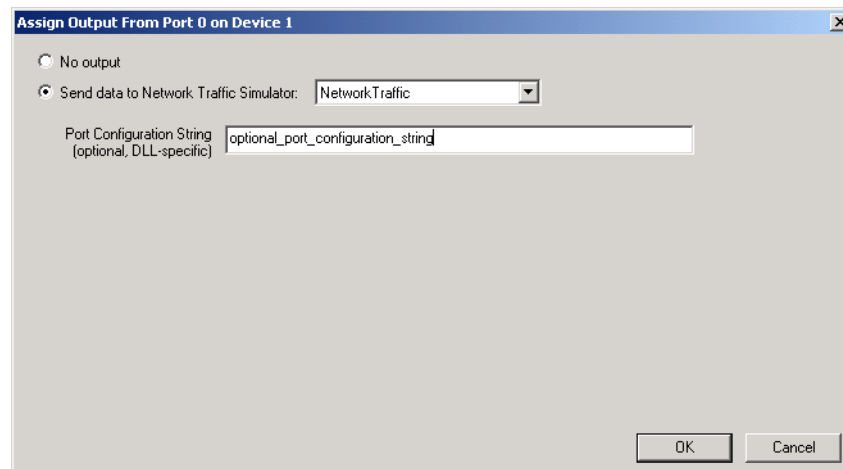 Assign Output From Port 0 on Device 1
No output
Send data to Network Traffic Simulator: NetworkTraffic
Port Configuration String optional_port_configuration_string
(optional, DLL-specific)
OK Cancel